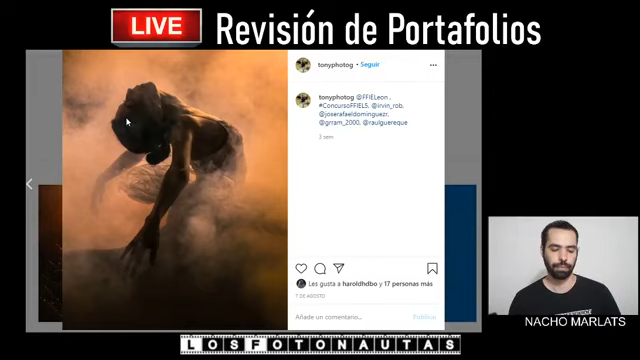 LIVE
Revisión de Portafolios
tonyphotog • Seguir
tonyphotog @FFIELeon .
#ConcursoFFIEL5. @irvin_rob.
@joserafaeldominguezr.
@grram_2000. @raulguereque
3 sem
Les gusta a haroldhdbo y 17 personas más
7 DE AGOSTO
Añade un comentario...
Publicar
NACHO MARLATS
LOSFOTONAUTAS